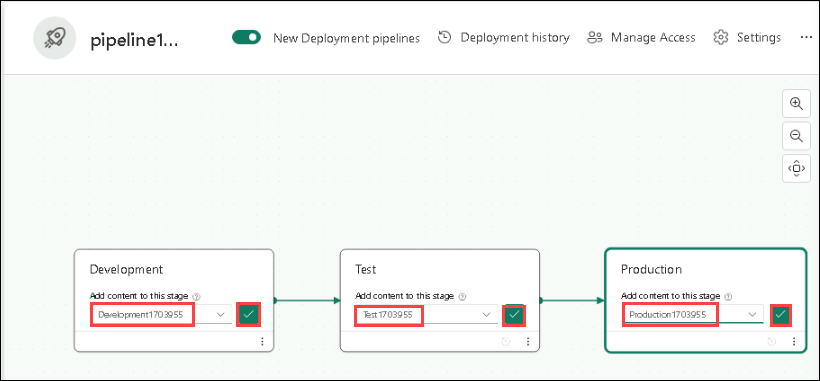 pipeline1...
New Deployment pipelines
Deployment history
Manage Access
Settings
Development
Add content to this stage
Development1703955
Test
Add content to this stage
Test1703955
Production
Add content to this stage
Production1703955